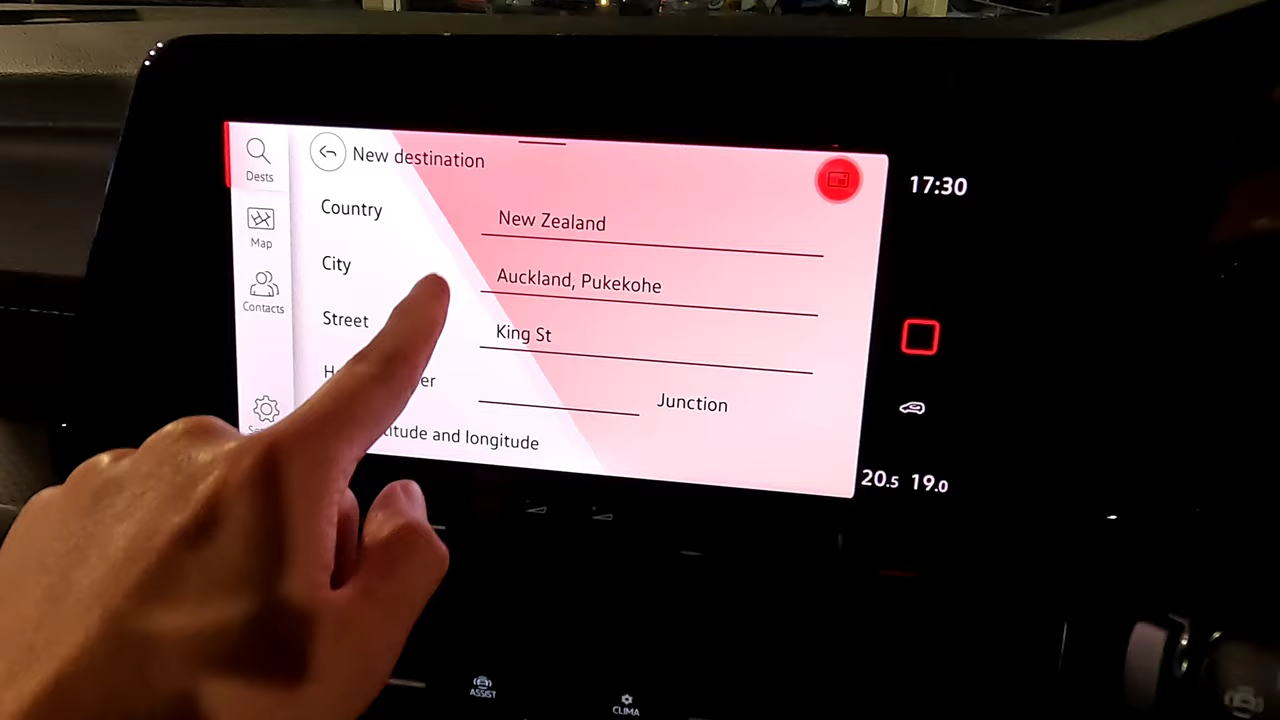 New destination
17:30
Dests
Country
New Zealand
Map
City
Auckland, Pukekohe
Contacts
Street
King St
Junction
itude and longitude
20.5 19.0
ASSIST
CLIMA